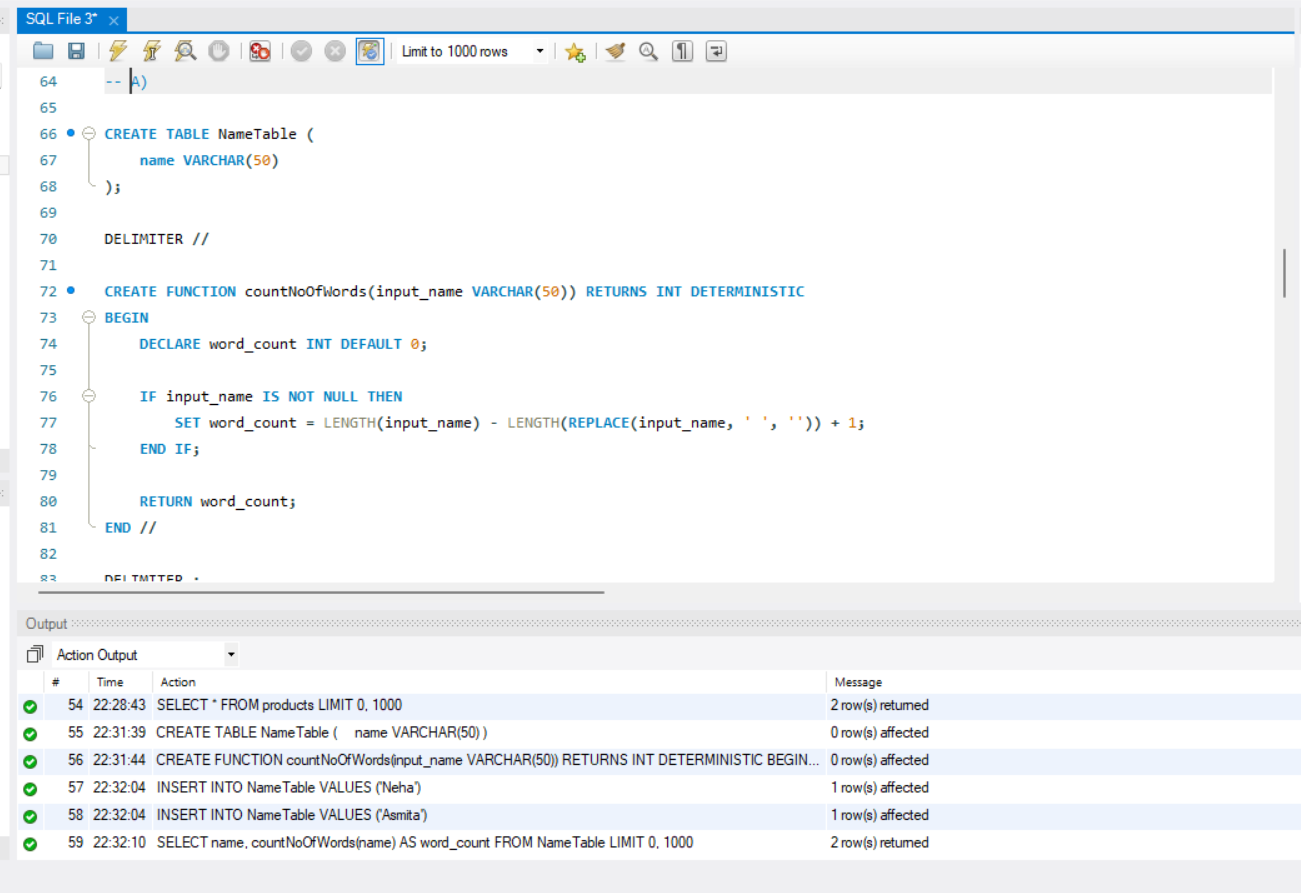 SQL File 3*
Limit to 1000 rows
64 -- A)
65
66 CREATE TABLE NameTable (
67 name VARCHAR(50)
68 );
69
70 DELIMITER //
71
72 CREATE FUNCTION countNoOfWords(input_name VARCHAR(50)) RETURNS INT DETERMINISTIC
73 BEGIN
74 DECLARE word_count INT DEFAULT 0;
75
76 IF input_name IS NOT NULL THEN
77 SET word_count = LENGTH(input_name) - LENGTH(REPLACE(input_name, ' ', '')) + 1;
78 END IF;
79
80 RETURN word_count;
81 END //
82
83 DELIMITER ;
Output
Action Output
# Time Action Message
54 22:28:43 SELECT * FROM products LIMIT 0, 1000 2 row(s) returned
55 22:31:39 CREATE TABLE NameTable ( name VARCHAR(50) ) 0 row(s) affected
56 22:31:44 CREATE FUNCTION countNoOfWords(input_name VARCHAR(50)) RETURNS INT DETERMINISTIC BEGIN... 0 row(s) affected
57 22:32:04 INSERT INTO NameTable VALUES ('Neha') 1 row(s) affected
58 22:32:04 INSERT INTO NameTable VALUES ('Asmita') 1 row(s) affected
59 22:32:10 SELECT name, countNoOfWords(name) AS word_count FROM NameTable LIMIT 0, 1000 2 row(s) returned